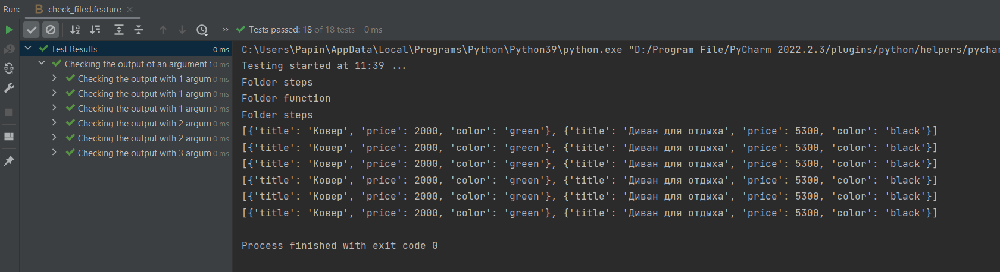 Run: check_filed.feature
Tests passed: 18 of 18 tests – 0 ms
Test Results 0 ms
Checking the output of an argument 0 ms
Checking the output with 1 argum 0 ms
Checking the output with 1 argum 0 ms
Checking the output with 1 argum 0 ms
Checking the output with 2 argum 0 ms
Checking the output with 2 argum 0 ms
Checking the output with 3 argum 0 ms
C:\Users\Papin\AppData\Local\Programs\Python\Python39\python.exe "D:/Program File/PyCharm 2022.2.3/plugins/python/helpers/pychar
Testing started at 11:39 ...
Folder steps
Folder function
Folder steps
[{'title': 'Ковер', 'price': 2000, 'color': 'green'}, {'title': 'Диван для отдыха', 'price': 5300, 'color': 'black'}]
[{'title': 'Ковер', 'price': 2000, 'color': 'green'}, {'title': 'Диван для отдыха', 'price': 5300, 'color': 'black'}]
[{'title': 'Ковер', 'price': 2000, 'color': 'green'}, {'title': 'Диван для отдыха', 'price': 5300, 'color': 'black'}]
[{'title': 'Ковер', 'price': 2000, 'color': 'green'}, {'title': 'Диван для отдыха', 'price': 5300, 'color': 'black'}]
[{'title': 'Ковер', 'price': 2000, 'color': 'green'}, {'title': 'Диван для отдыха', 'price': 5300, 'color': 'black'}]
[{'title': 'Ковер', 'price': 2000, 'color': 'green'}, {'title': 'Диван для отдыха', 'price': 5300, 'color': 'black'}]
Process finished with exit code 0